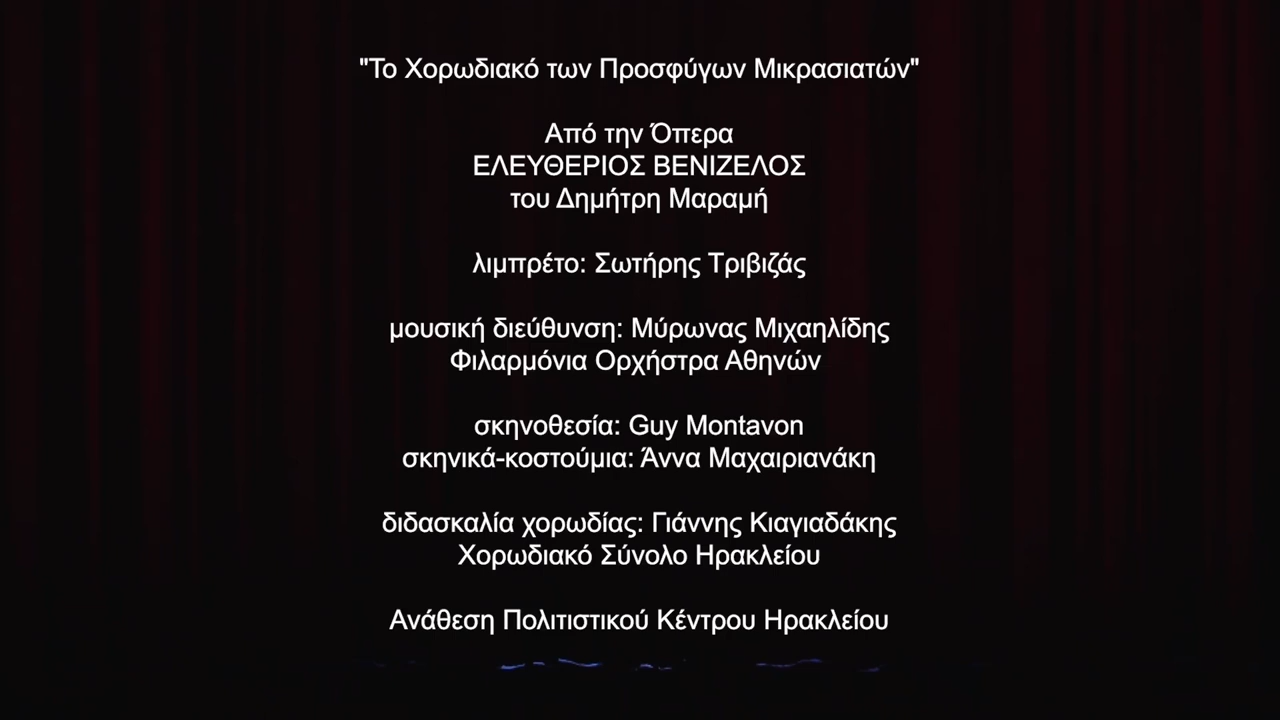 "Το Χορωδιακό των Προσφύγων Μικρασιατών"
Από την Όπερα
ΕΛΕΥΘΕΡΙΟΣ ΒΕΝΙΖΕΛΟΣ
του Δημήτρη Μαραμή
λιμπρέτο: Σωτήρης Τριβιζάς
μουσική διεύθυνση: Μύρωνας Μιχαηλίδης
Φιλαρμόνια Ορχήστρα Αθηνών
σκηνοθεσία: Guy Montavon
σκηνικά-κοστούμια: Άννα Μαχαιριανάκη
διδασκαλία χορωδίας: Γιάννης Κιαγιαδάκης
Χορωδιακό Σύνολο Ηρακλείου
Ανάθεση Πολιτιστικού Κέντρου Ηρακλείου